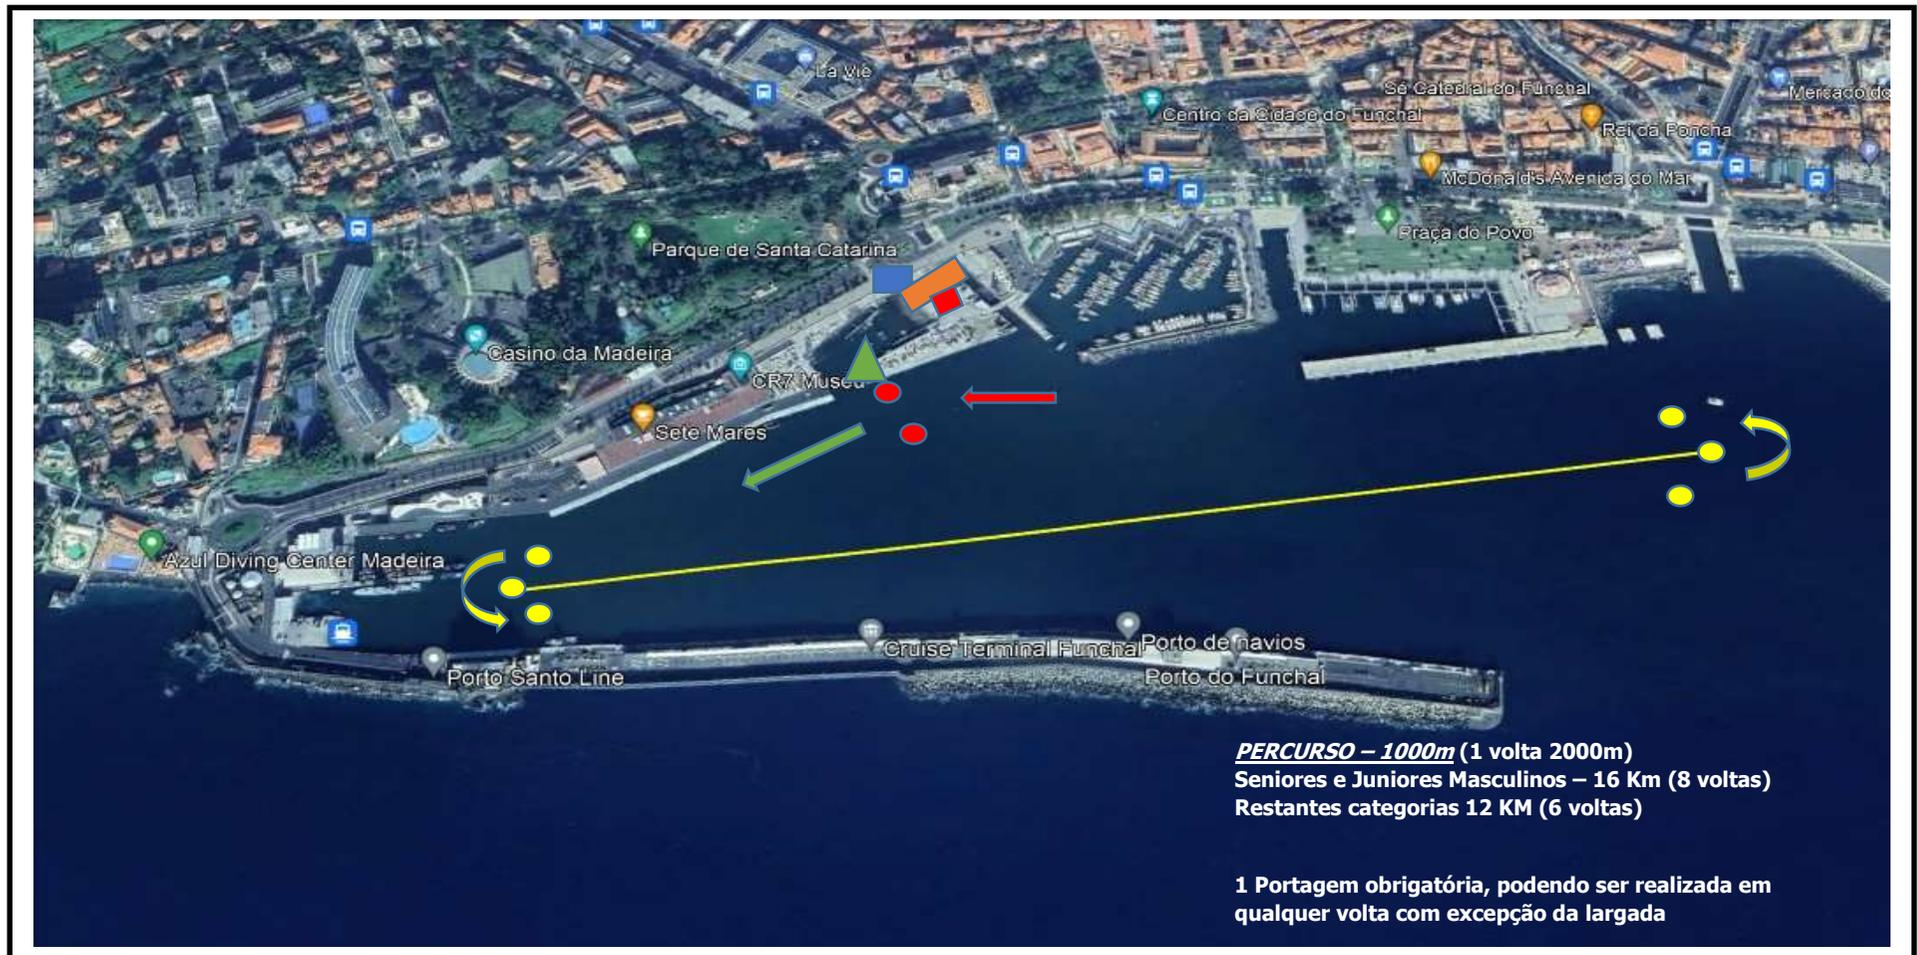 La Vie
Sé Catedral do Funchal
Mercado do
Centro da Cidade do Funchal
Rei da Poncha
P
McDonald's Avenida do Mar
Praça do Povo
Parque de Santa Catarina
Casino da Madeira
CR7 Museu
Sete Mares
Azul Diving Center Madeira
Cruise Terminal Funchal
Porto de navios
Porto Santo Line
Porto do Funchal
PERCURSO – 1000m (1 volta 2000m)
Seniores e Juniores Masculinos – 16 Km (8 voltas)
Restantes categorias 12 KM (6 voltas)
1 Portagem obrigatória, podendo ser realizada em
qualquer volta com excepção da largada